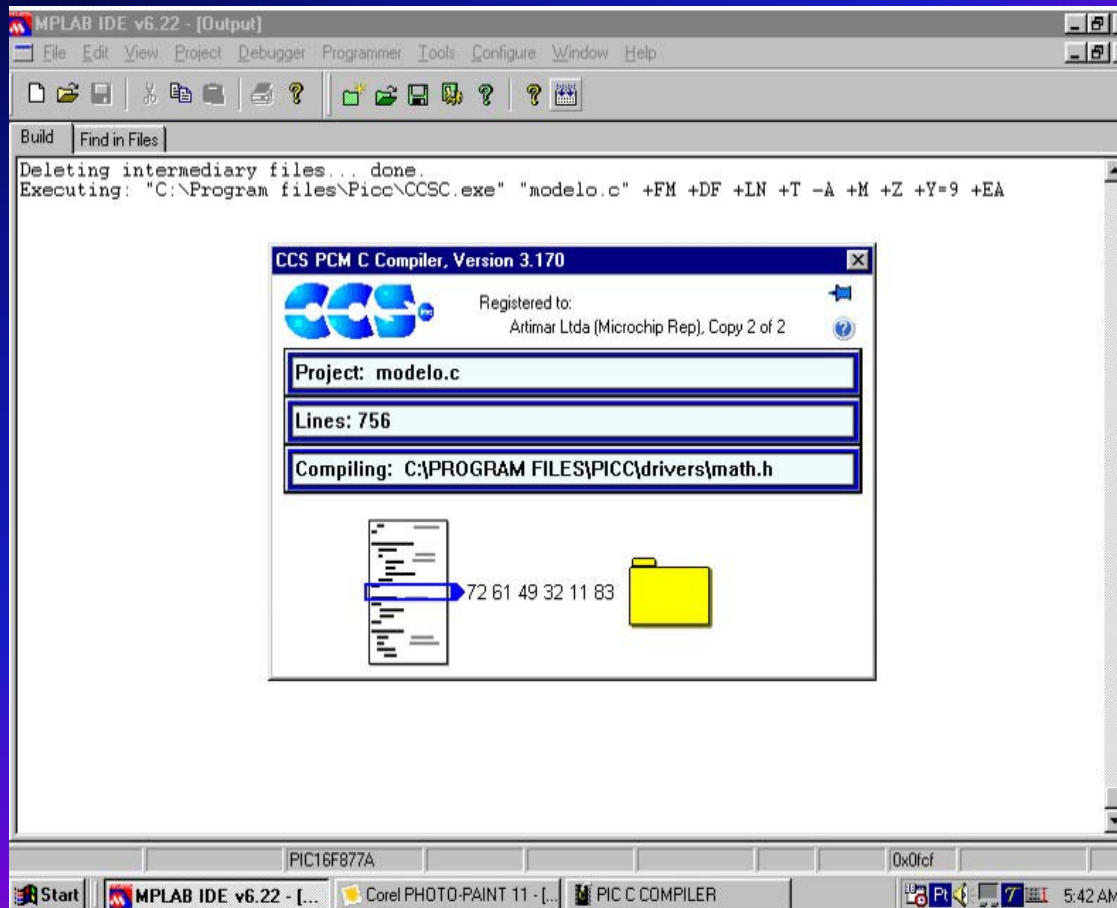 MPLAB IDE v6.22 - [Output]
File Edit View Project Debugger Programmer Tools Configure Window Help
Build Find in Files
Deleting intermediary files... done.
Executing: "C:\Program files\Picc\CCSC.exe" "modelo.c" +FM +DF +LN +T -A +M +Z +Y=9 +EA
CCS PCM C Compiler, Version 3.170
CCS
Registered to:
Artimar Ltda (Microchip Rep), Copy 2 of 2
Project: modelo.c
Lines: 756
Compiling: C:\PROGRAM FILES\PICC\drivers\math.h
72 61 49 32 11 83
PIC16F877A 0x0fcf
Start MPLAB IDE v6.22 - [... Corel PHOTO-PAINT 11 - [... PIC C COMPILER Pt 5:42 AM